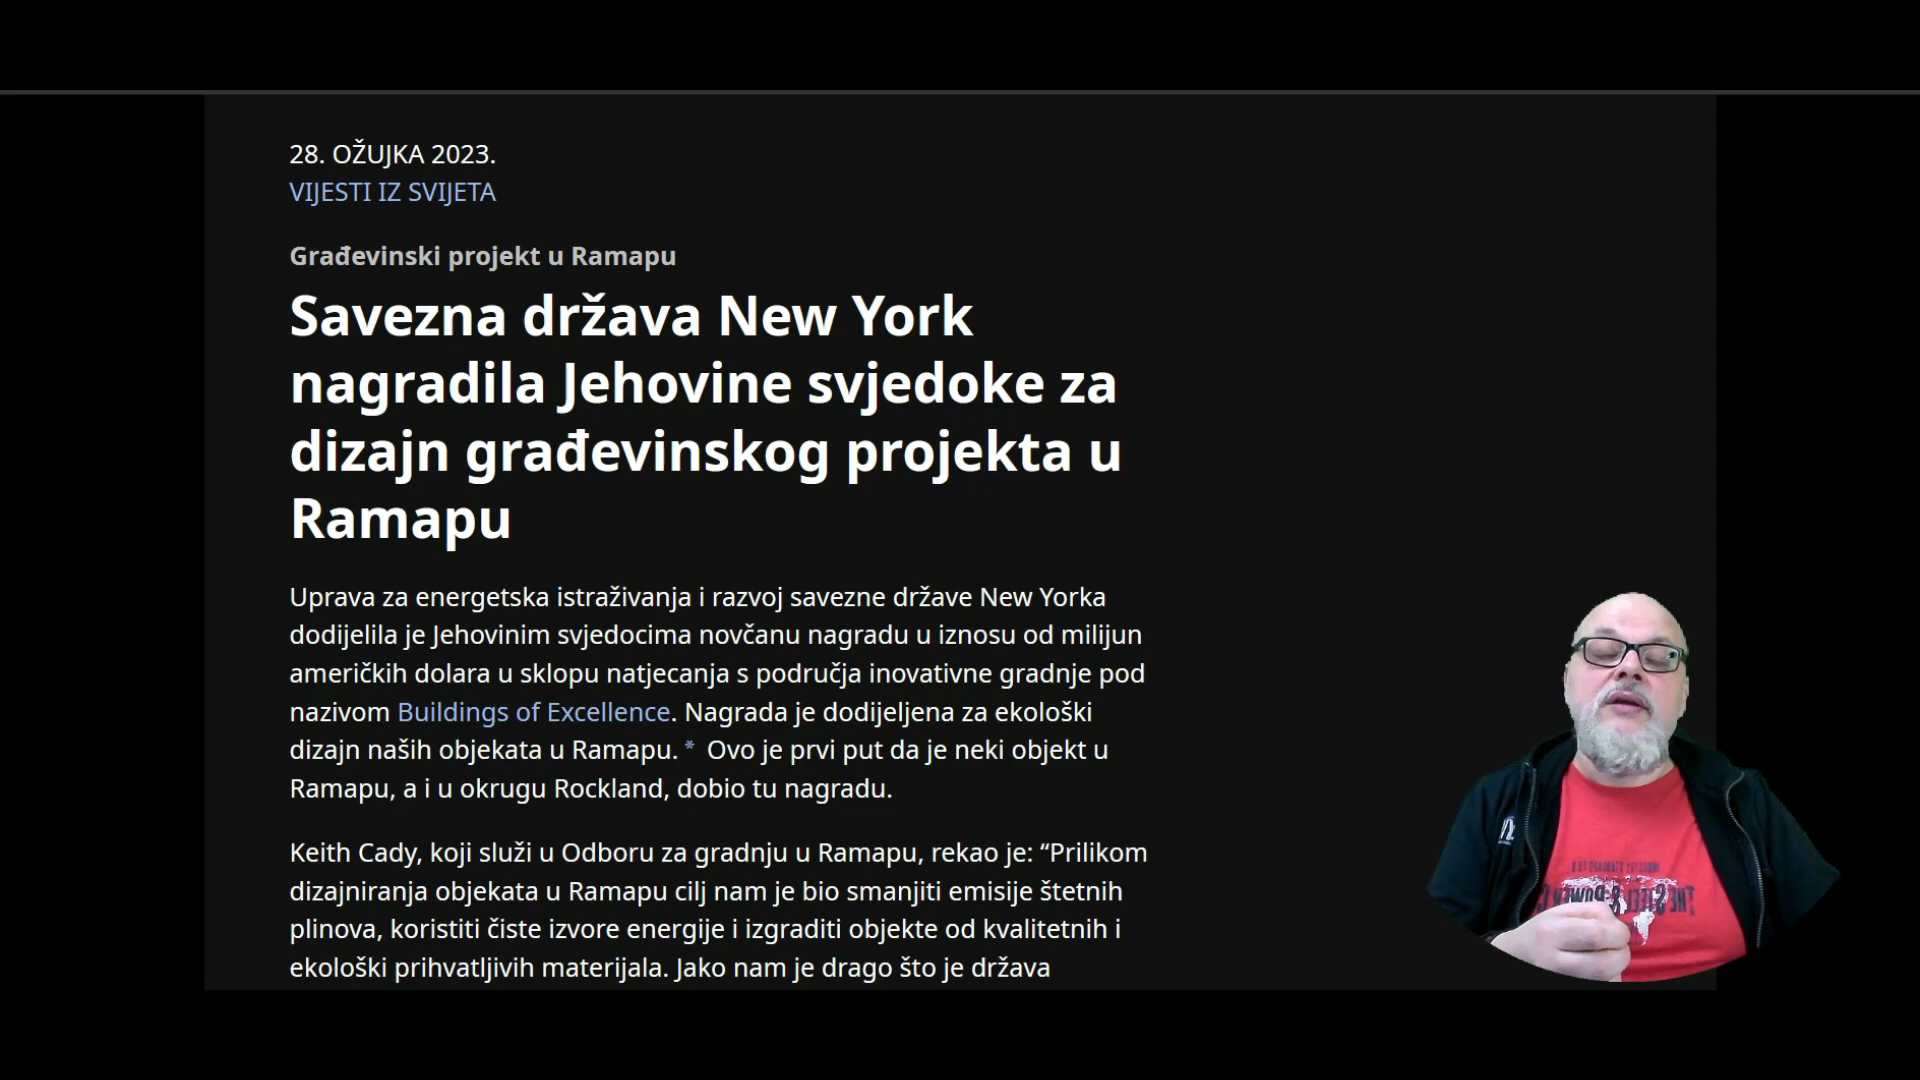 28. OŽUJKA 2023.
VIJESTI IZ SVIJETA
Građevinski projekt u Ramapu
Savezna država New York
nagradila Jehovine svjedoke za
dizajn građevinskog projekta u
Ramapu
Uprava za energetska istraživanja i razvoj savezne države New Yorka
dodijelila je Jehovinim svjedocima novčanu nagradu u iznosu od milijun
američkih dolara u sklopu natjecanja s područja inovativne gradnje pod
nazivom Buildings of Excellence. Nagrada je dodijeljena za ekološki
dizajn naših objekata u Ramapu.* Ovo je prvi put da je neki objekt u
Ramapu, a i u okrugu Rockland, dobio tu nagradu.
Keith Cady, koji služi u Odboru za gradnju u Ramapu, rekao je: “Prilikom
dizajniranja objekata u Ramapu cilj nam je bio smanjiti emisije štetnih
plinova, koristiti čiste izvore energije i izgraditi objekte od kvalitetnih i
ekološki prihvatljivih materijala. Jako nam je drago što je država